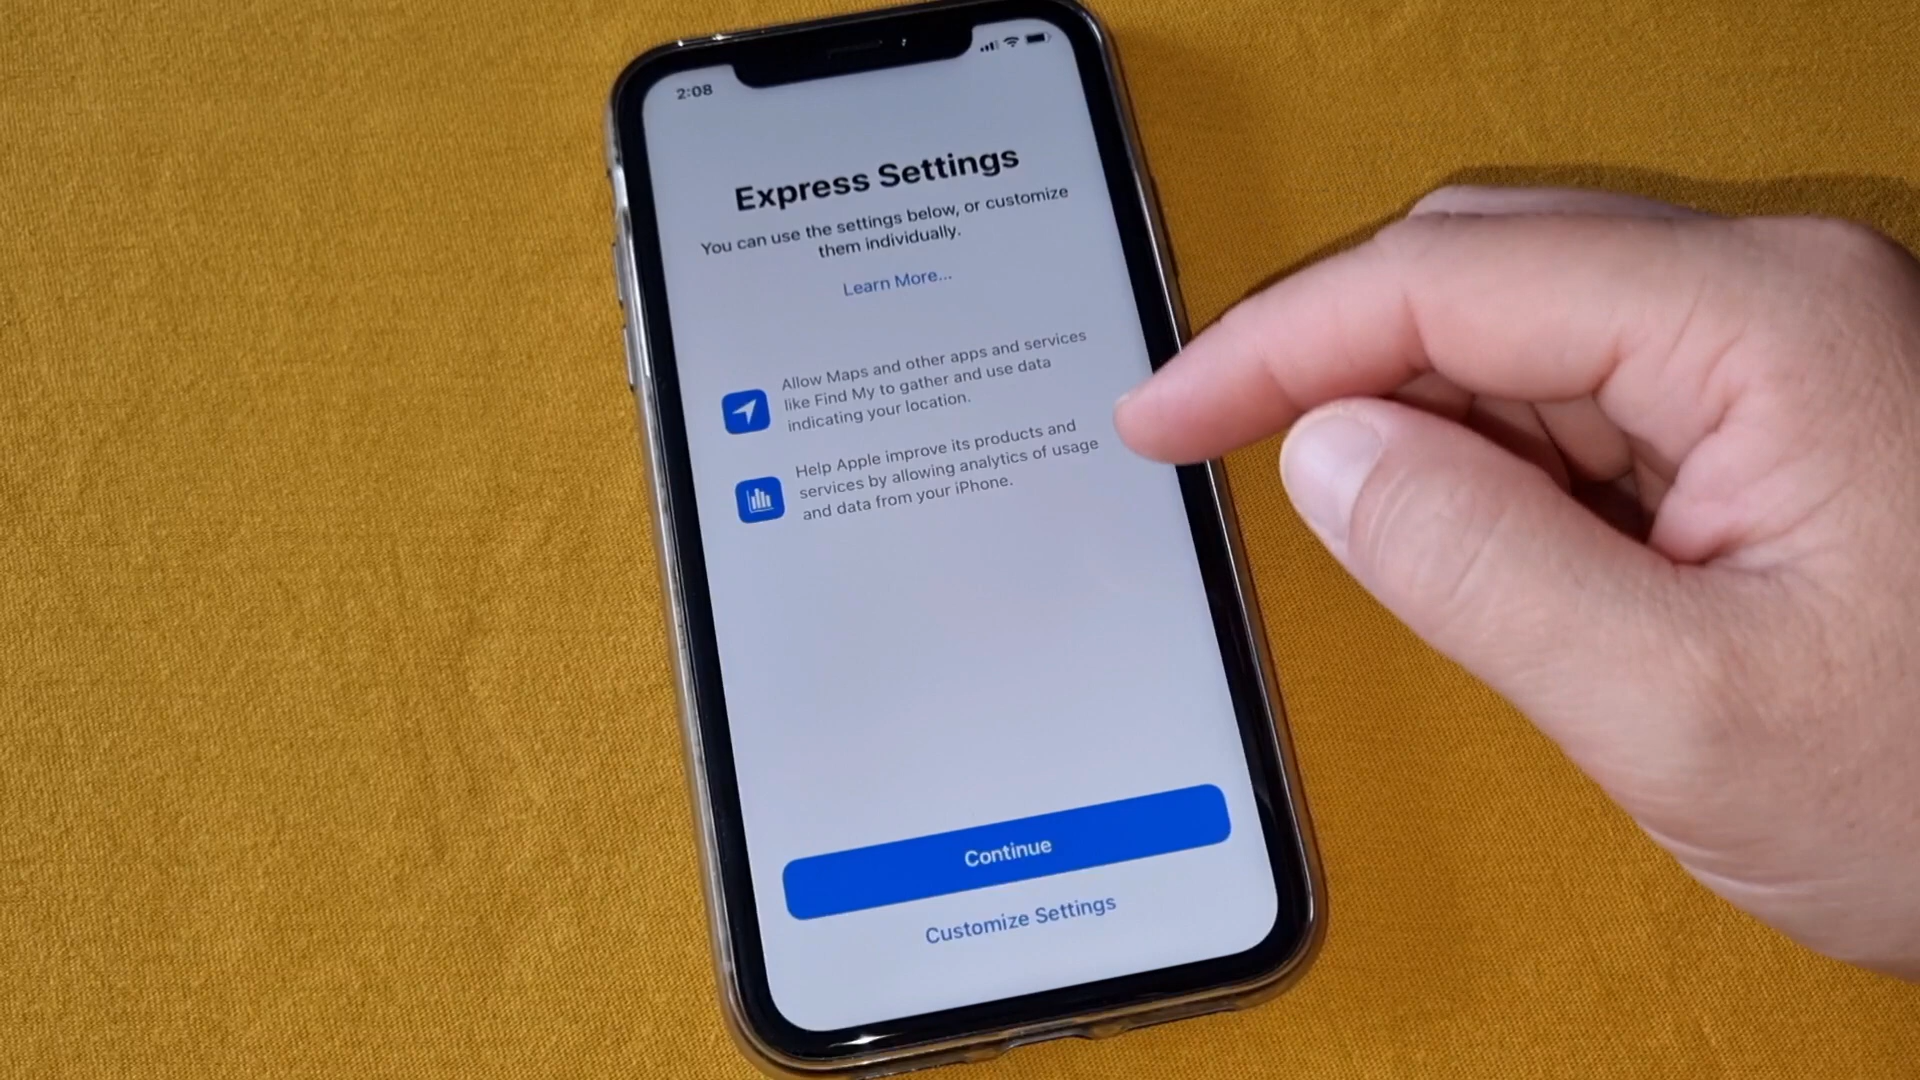 2:08
Express Settings
You can use the settings below, or customize
them individually.
Learn More...
Allow Maps and other apps and services
like Find My to gather and use data
indicating your location.
Help Apple improve its products and
services by allowing analytics of usage
and data from your iPhone.
Continue
Customize Settings